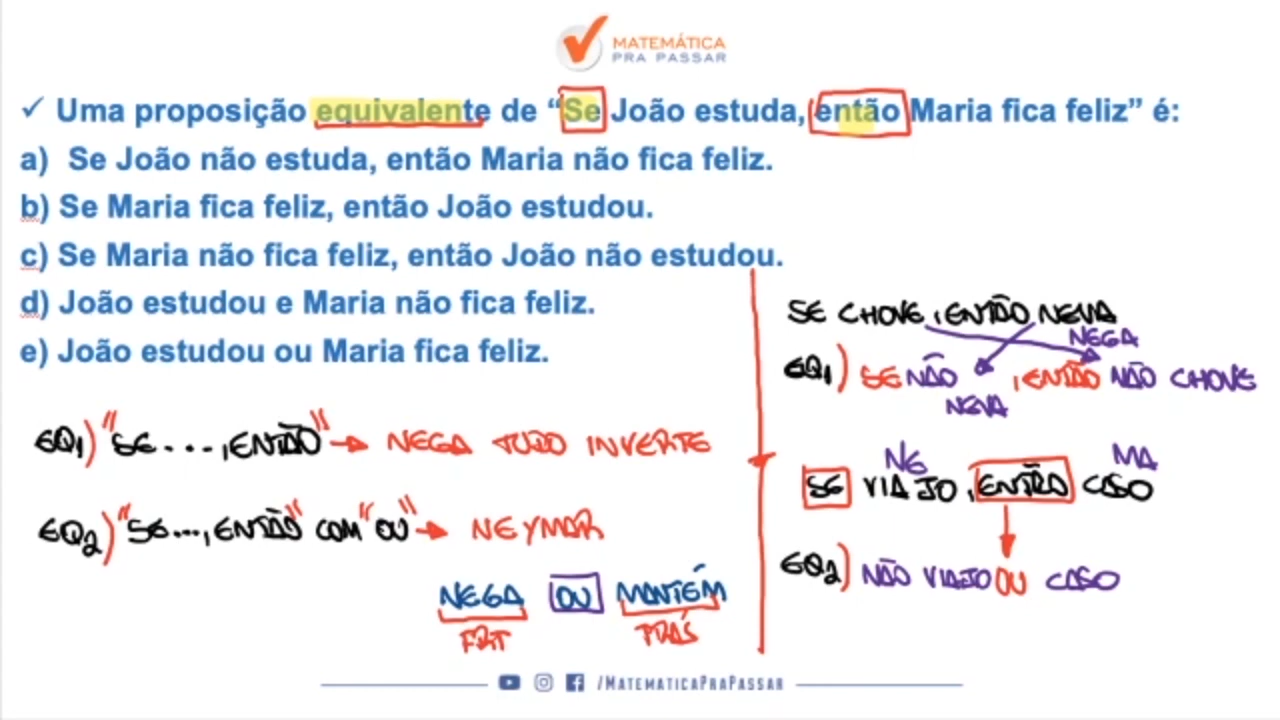 MATEMÁTICA
PRA PASSAR
✓ Uma proposição equivalente de “Se João estuda, então Maria fica feliz” é:
a) Se João não estuda, então Maria não fica feliz.
b) Se Maria fica feliz, então João estudou.
c) Se Maria não fica feliz, então João não estudou.
d) João estudou e Maria não fica feliz.
e) João estudou ou Maria fica feliz.
EQ1) "SE ..., ENTÃO" → NEGA TUDO INVERTE
EQ2) "SE..., ENTÃO" COM "OU" → NEYMAR
NEGA OU MANTÉM
FRT TRÁS
SE CHOVE, ENTÃO NEVA
NEGA
EQ1) SE NÃO , ENTÃO NÃO CHOVE
NEVA
NE MA
SE VIAJO, ENTÃO CASO
EQ2) NÃO VIAJO OU CASO
/MATEMATICAPRAPASSAR